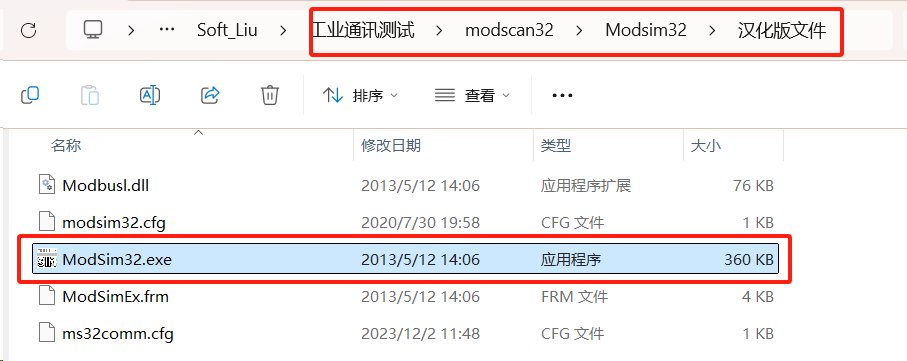 Soft_Liu 工业通讯测试 modscan32 Modsim32 汉化版文件
排序 查看
名称 修改日期 类型 大小
Modbusl.dll 2013/5/12 14:06 应用程序扩展 76 KB
modsim32.cfg 2020/7/30 19:58 CFG 文件 1 KB
ModSim32.exe 2013/5/12 14:06 应用程序 360 KB
ModSimEx.frm 2013/5/12 14:06 FRM 文件 4 KB
ms32comm.cfg 2023/12/2 11:48 CFG 文件 1 KB